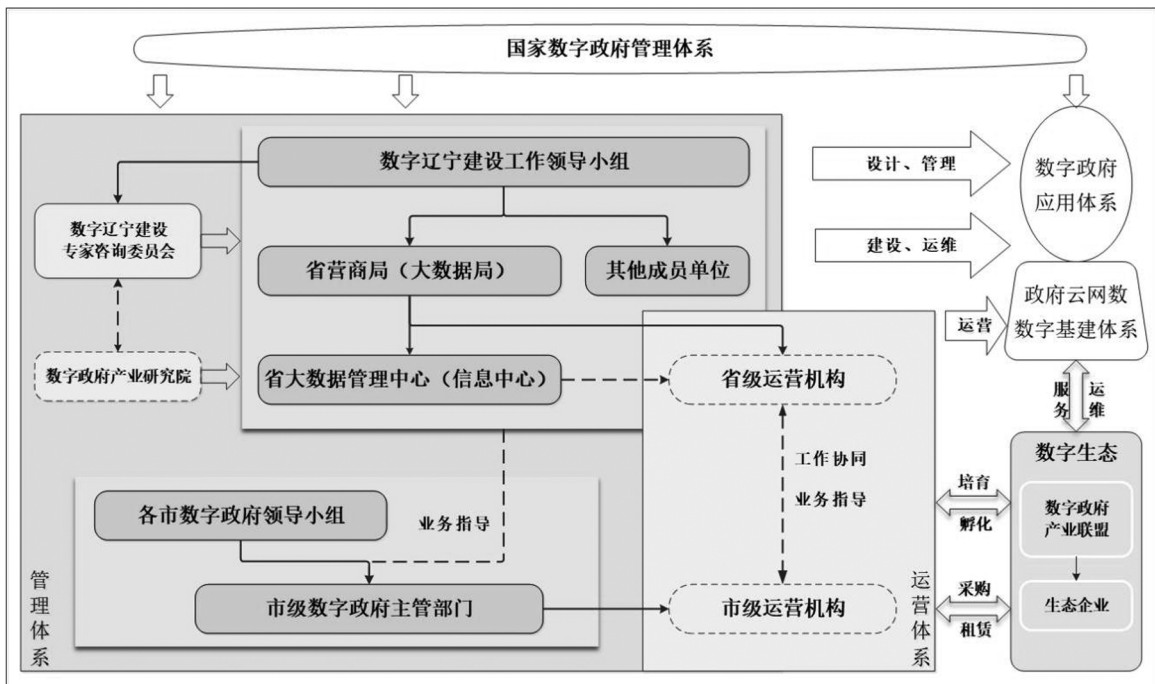 国家数字政府管理体系
数字辽宁建设工作领导小组
设计、管理
数字政府
应用体系
数字辽宁建设
专家咨询委员会
省营商局（大数据局）
其他成员单位
建设、运维
政府云网数
数字基建体系
运营
数字政府产业研究院
省大数据管理中心（信息中心）
省级运营机构
服务
运维
工作协同
业务指导
数字生态
培育
孵化
数字政府
产业联盟
各市数字政府领导小组
业务指导
管理体系
市级数字政府主管部门
市级运营机构
运营体系
采购
租赁
生态企业